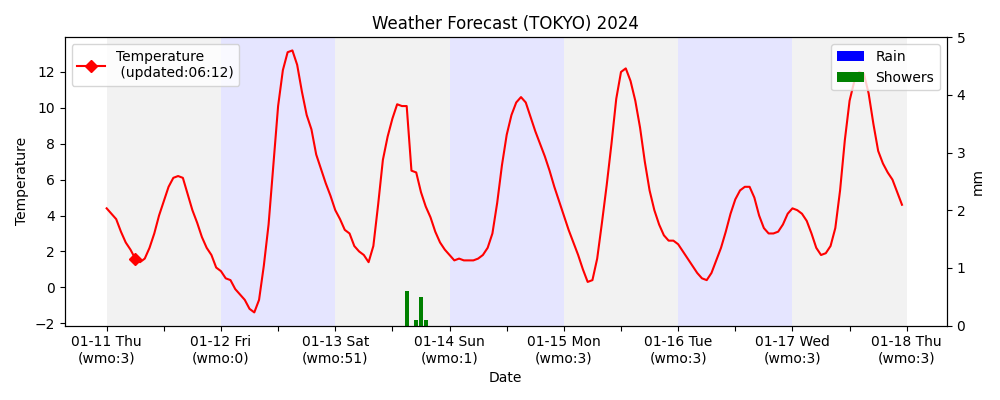 Weather Forecast (TOKYO) 2024
Temperature
(updated:06:12)
Rain
Showers
Temperature
12
10
8
6
4
2
0
−2
5
4
3
2
1
0
mm
01-11 Thu
(wmo:3)
01-12 Fri
(wmo:0)
01-13 Sat
(wmo:51)
01-14 Sun
(wmo:1)
01-15 Mon
(wmo:3)
01-16 Tue
(wmo:3)
01-17 Wed
(wmo:3)
01-18 Thu
(wmo:3)
Date